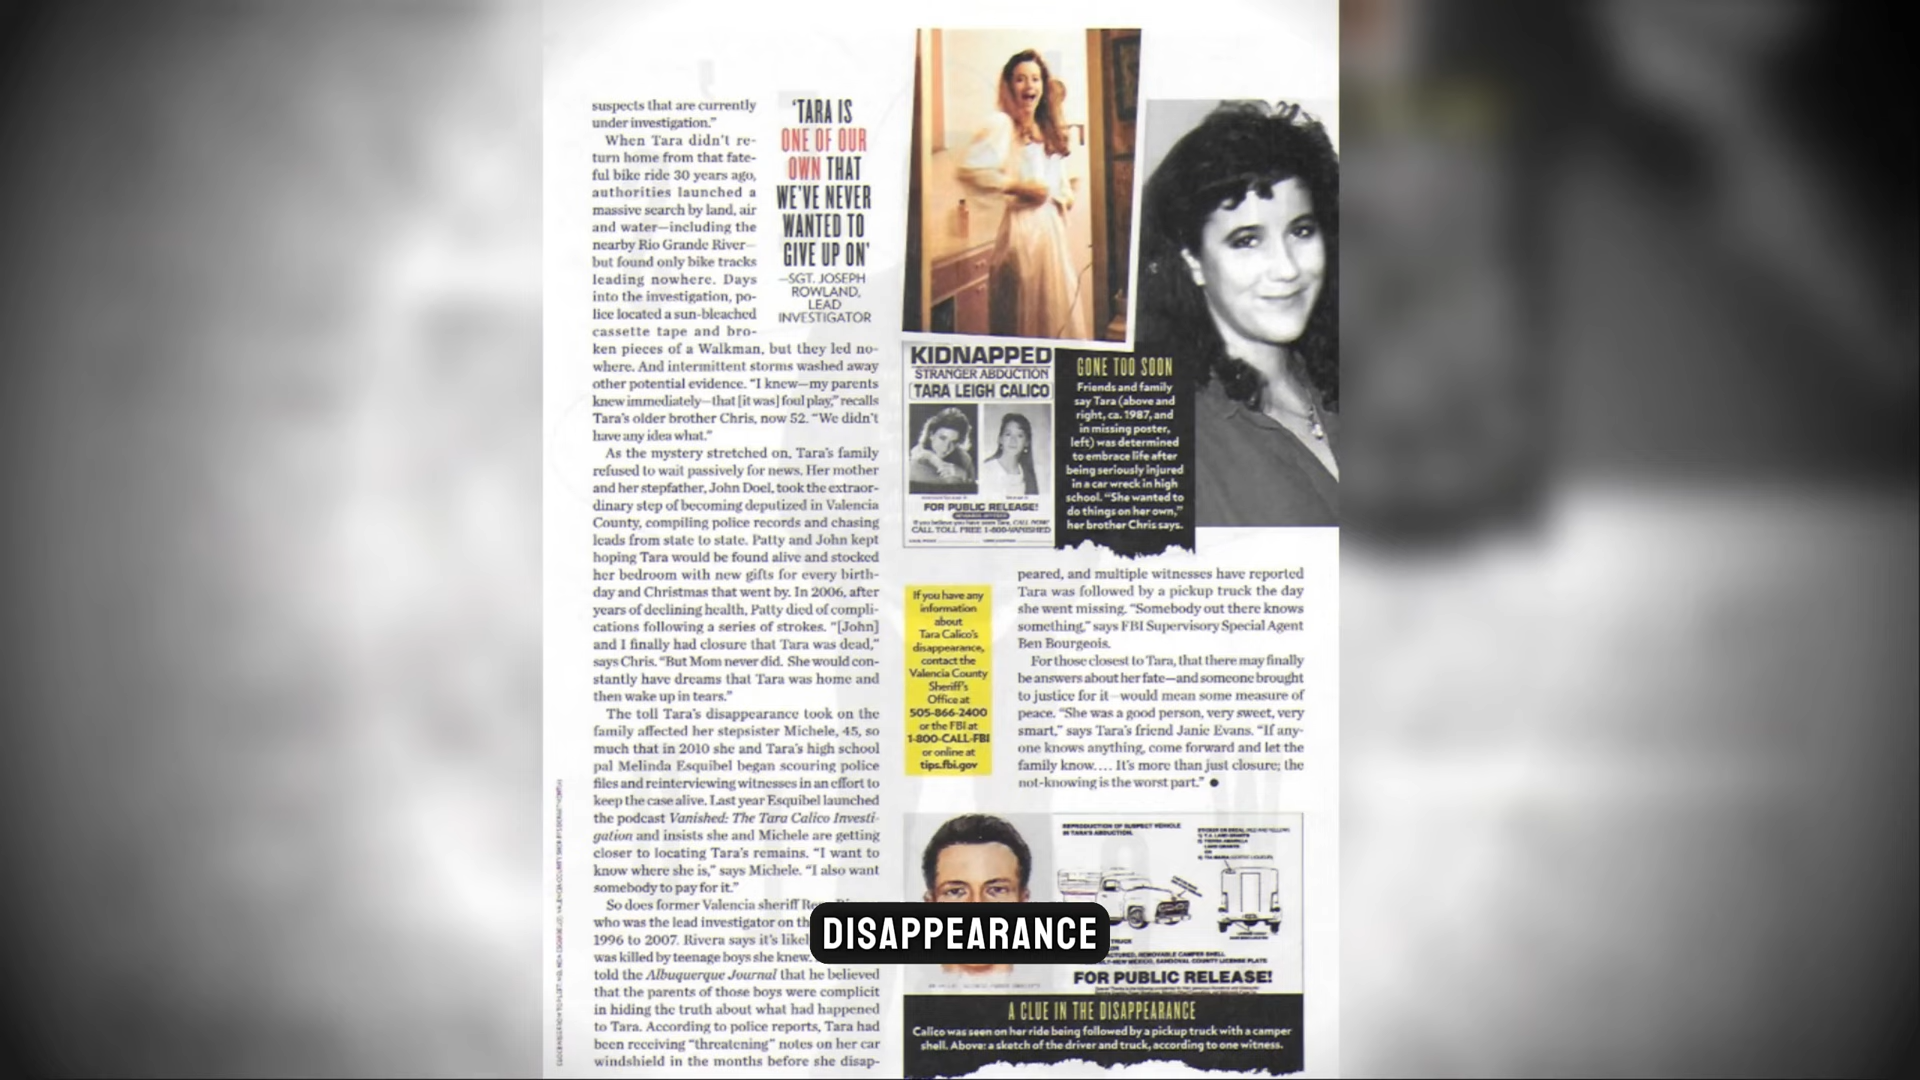 suspects that are currently
under investigation.”
When Tara didn’t re-
turn home from that fate-
ful bike ride 30 years ago,
authorities launched a
massive search by land, air
and water—including the
nearby Rio Grande River—
but found only bike tracks
leading nowhere. Days
into the investigation, po-
lice located a sun-bleached
cassette tape and bro-
ken pieces of a Walkman, but they led no-
where. And intermittent storms washed away
other potential evidence. “I knew—my parents
knew immediately—that [it was] foul play,” recalls
Tara’s older brother Chris, now 52. “We didn’t
have any idea what.”
As the mystery stretched on, Tara’s family
refused to wait passively for news. Her mother
and her stepfather, John Doel, took the extraor-
dinary step of becoming deputized in Valencia
County, compiling police records and chasing
leads from state to state. Patty and John kept
hoping Tara would be found alive and stocked
her bedroom with new gifts for every birth-
day and Christmas that went by. In 2006, after
years of declining health, Patty died of compli-
cations following a series of strokes. “[John]
and I finally had closure that Tara was dead,”
says Chris. “But Mom never did. She would con-
stantly have dreams that Tara was home and
then wake up in tears.”
The toll Tara’s disappearance took on the
family affected her stepsister Michele, 45, so
much that in 2010 she and Tara’s high school
pal Melinda Esquibel began scouring police
files and reinterviewing witnesses in an effort to
keep the case alive. Last year Esquibel launched
the podcast Vanished: The Tara Calico Investi-
gation and insists she and Michele are getting
closer to locating Tara’s remains. “I want to
know where she is,” says Michele. “I also want
somebody to pay for it.”
So does former Valencia sheriff
who was the lead investigator on
1996 to 2007. Rivera says it’s
was killed by teenage boys she knew.
told the Albuquerque Journal that he believed
that the parents of those boys were complicit
in hiding the truth about what had happened
to Tara. According to police reports, Tara had
been receiving “threatening” notes on her car
windshield in the months before she disap-
‘TARA IS
ONE OF OUR
OWN THAT
WE’VE NEVER
WANTED TO
GIVE UP ON’
—SGT. JOSEPH
ROWLAND,
LEAD
INVESTIGATOR
KIDNAPPED
STRANGER ABDUCTION
TARA LEIGH CALICO
FOR PUBLIC RELEASE!
If you believe you have seen Tara, CALL NOW!
CALL TOLL FREE 1-800-VANISHED
GONE TOO SOON
Friends and family
say Tara (above and
right, ca. 1987, and
in missing poster,
left) was determined
to embrace life after
being seriously injured
in a car wreck in high
school. “She wanted to
do things on her own,”
her brother Chris says.
If you have any
information
about
Tara Calico’s
disappearance,
contact the
Valencia County
Sheriff’s
Office at
505-866-2400
or the FBI at
1-800-CALL-FBI
or online at
tips.fbi.gov
peared, and multiple witnesses have reported
Tara was followed by a pickup truck the day
she went missing. “Somebody out there knows
something,” says FBI Supervisory Special Agent
Ben Bourgeois.
For those closest to Tara, that there may finally
be answers about her fate—and someone brought
to justice for it—would mean some measure of
peace. “She was a good person, very sweet, very
smart,” says Tara’s friend Janie Evans. “If any-
one knows anything, come forward and let the
family know.… It’s more than just closure; the
not-knowing is the worst part.” ●
REPRODUCTION OF SUSPECT VEHICLE
IN TARA'S ABDUCTION.
TRUCK
FOR PUBLIC RELEASE!
DISAPPEARANCE
A CLUE IN THE DISAPPEARANCE
Calico was seen on her ride being followed by a pickup truck with a camper
shell. Above: a sketch of the driver and truck, according to one witness.